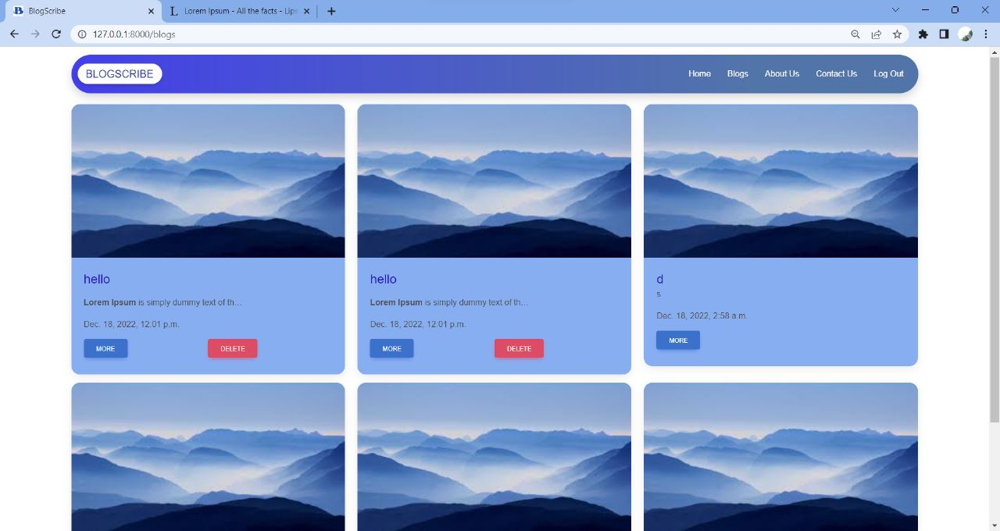 BlogScribe
Lorem Ipsum - All the facts - Lips
127.0.0.1:8000/blogs
BLOGSCRIBE
Home Blogs About Us Contact Us Log Out
hello
Lorem Ipsum is simply dummy text of th...
Dec. 18, 2022, 12:01 p.m.
MORE DELETE
hello
Lorem Ipsum is simply dummy text of th...
Dec. 18, 2022, 12:01 p.m.
MORE DELETE
d
s
Dec. 18, 2022, 2:58 a.m.
MORE